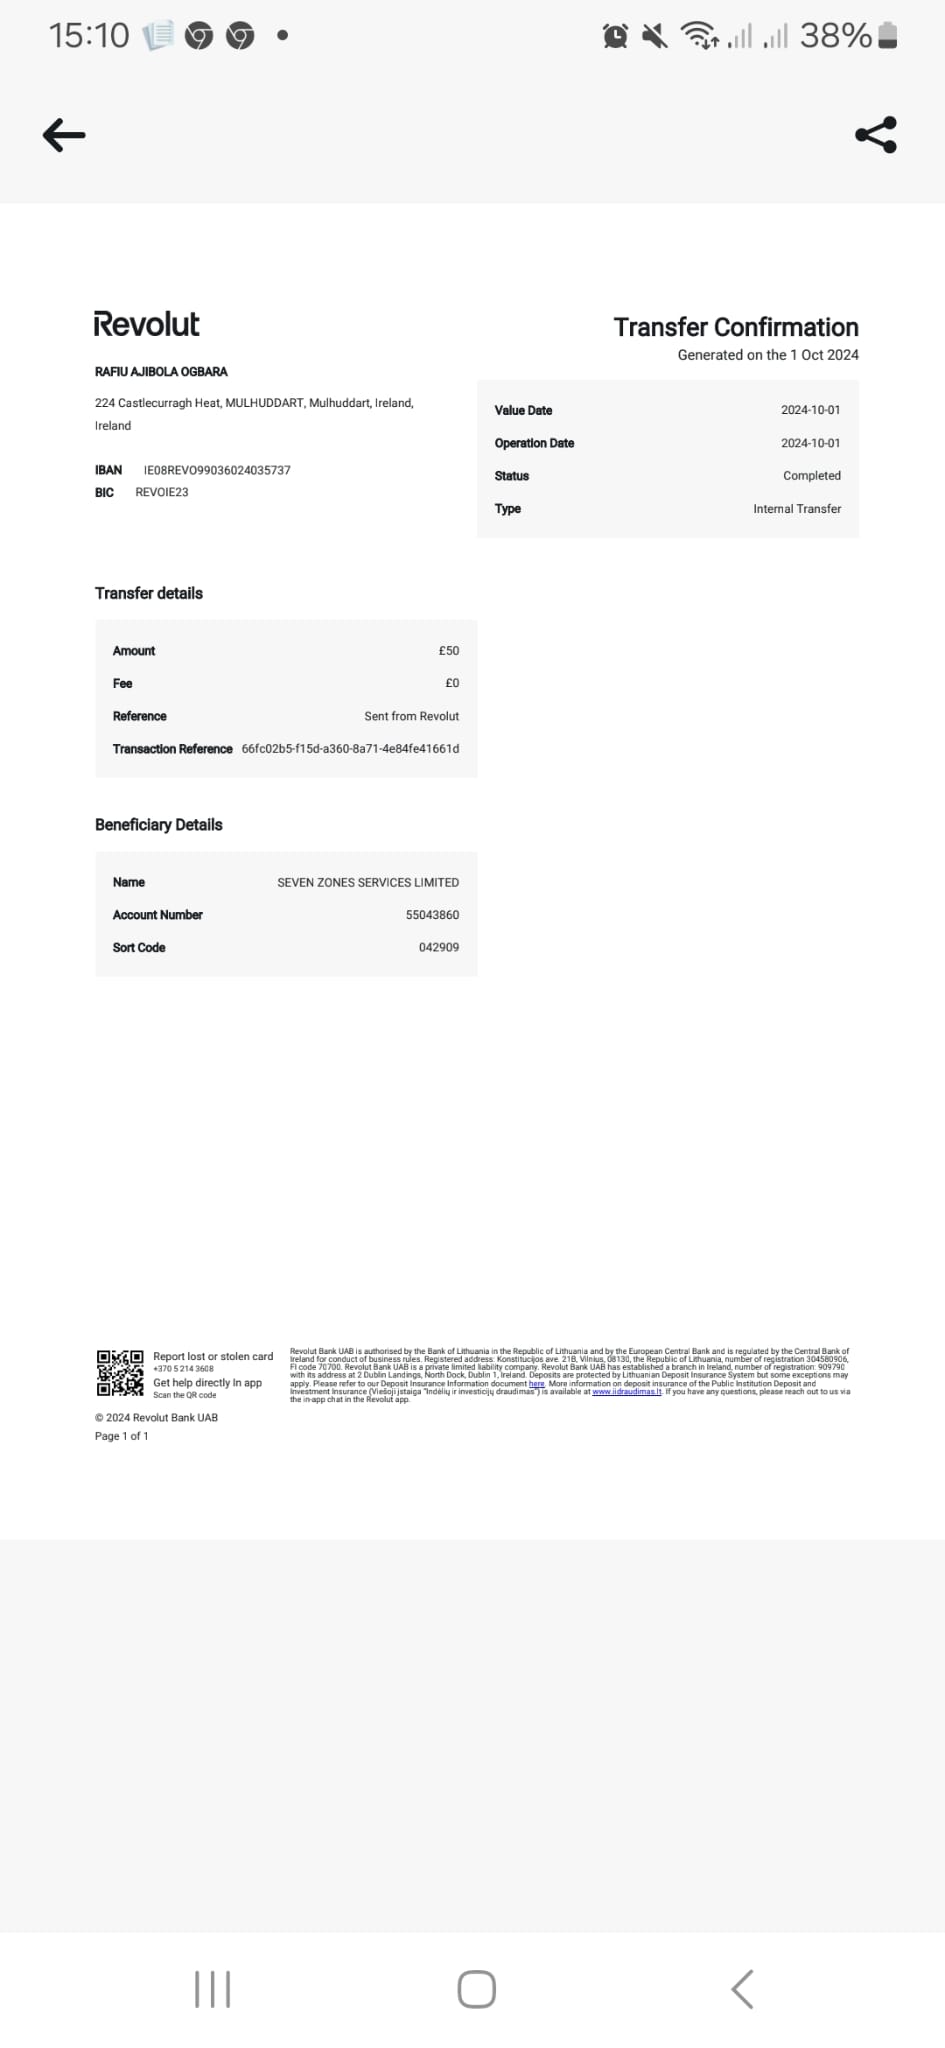 15:10
38%
Revolut
Transfer Confirmation
Generated on the 1 Oct 2024
RAFIU AJIBOLA OGBARA
224 Castlecurragh Heat, MULHUDDART, Mulhuddart, Ireland,
Ireland
IBAN IE08REVO99036024035737
BIC REVOIE23
Value Date 2024-10-01
Operation Date 2024-10-01
Status Completed
Type Internal Transfer
Transfer details
Amount £50
Fee £0
Reference Sent from Revolut
Transaction Reference 66fc02b5-f15d-a360-8a71-4e84fe41661d
Beneficiary Details
Name SEVEN ZONES SERVICES LIMITED
Account Number 55043860
Sort Code 042909
Report lost or stolen card
+370 5 214 3608
Get help directly In app
Scan the QR code
Revolut Bank UAB is authorised by the Bank of Lithuania in the Republic of Lithuania and by the European Central Bank and is regulated by the Central Bank of
Ireland for conduct of business rules. Registered address: Konstitucijos ave. 21B, Vilnius, 08130, the Republic of Lithuania, number of registration 304580906,
FI code 70700. Revolut Bank UAB is a private limited liability company. Revolut Bank UAB has established a branch in Ireland, number of registration: 909790
with its address at 2 Dublin Landings, North Dock, Dublin 1, Ireland. Deposits are protected by Lithuanian Deposit Insurance System but some exceptions may
apply. Please refer to our Deposit Insurance Information document here. More information on deposit insurance of the Public Institution Deposit and
Investment Insurance (Viešoji įstaiga "Indėlių ir investicijų draudimas") is available at www.iidraudimas.lt. If you have any questions, please reach out to us via
the in-app chat in the Revolut app.
© 2024 Revolut Bank UAB
Page 1 of 1